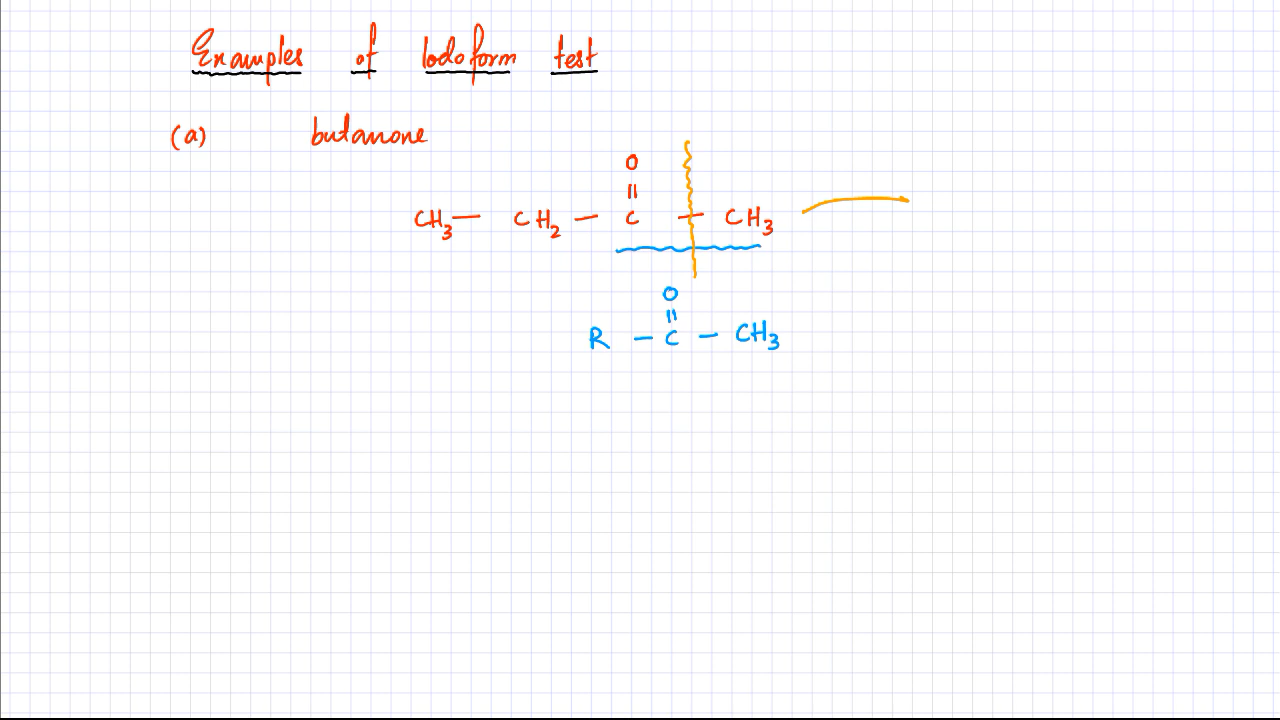 Examples of Iodoform test
(a) butanone
O
||
CH₃ — CH₂ — C — CH₃
O
||
R — C — CH₃